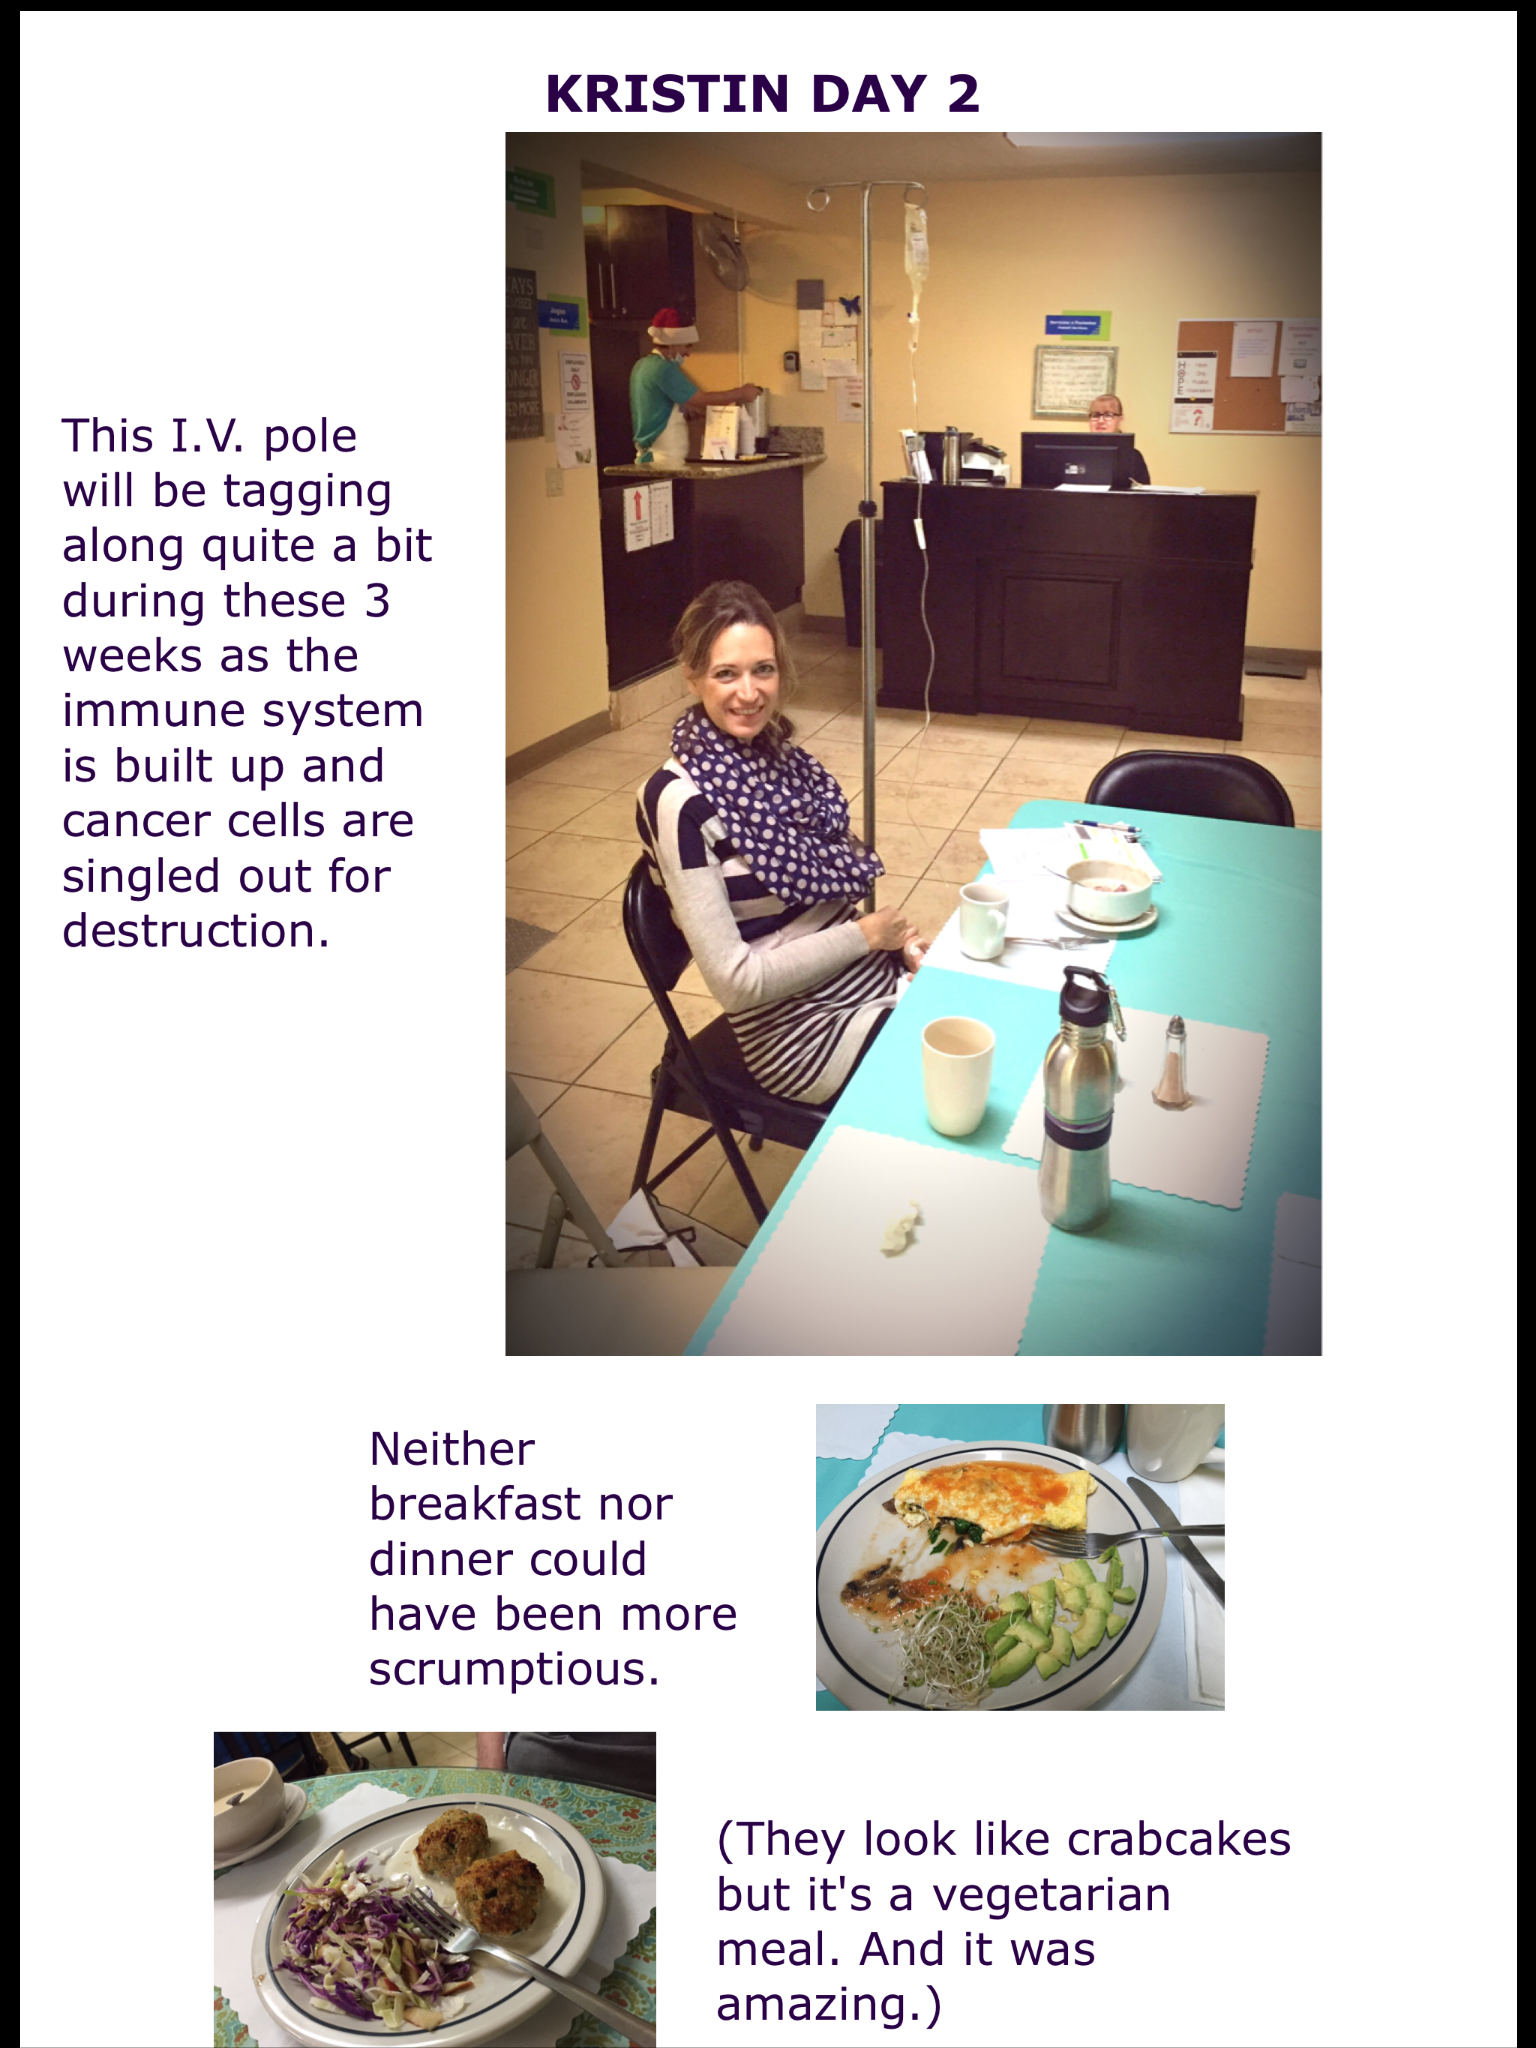 KRISTIN DAY 2
This I.V. pole
will be tagging
along quite a bit
during these 3
weeks as the
immune system
is built up and
cancer cells are
singled out for
destruction.
HOPE
Neither
breakfast nor
dinner could
have been more
scrumptious.
(They look like crabcakes
but it's a vegetarian
meal. And it was
amazing.)